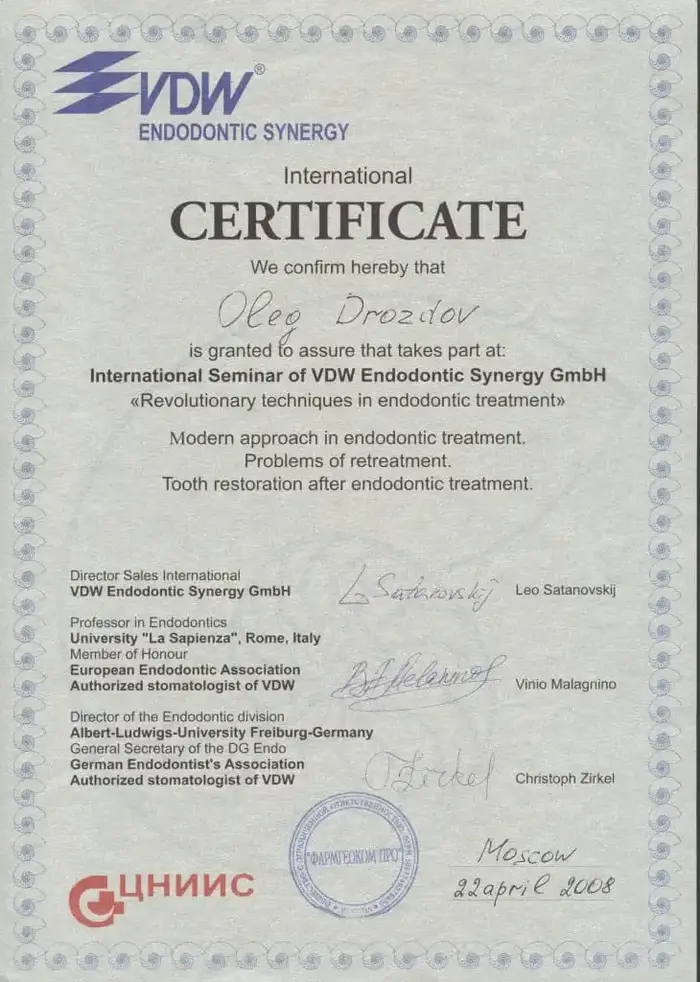 VDW®
ENDODONTIC SYNERGY
International
CERTIFICATE
We confirm hereby that
Oleg Drozdov
is granted to assure that takes part at:
International Seminar of VDW Endodontic Synergy GmbH
«Revolutionary techniques in endodontic treatment»
Modern approach in endodontic treatment.
Problems of retreatment.
Tooth restoration after endodontic treatment.
Director Sales International
VDW Endodontic Synergy GmbH
L Satanovskij Leo Satanovskij
Professor in Endodontics
University "La Sapienza", Rome, Italy
Member of Honour
European Endodontic Association
Authorized stomatologist of VDW
Vinio Malagnino
Director of the Endodontic division
Albert-Ludwigs-University Freiburg-Germany
General Secretary of the DG Endo
German Endodontist's Association
Authorized stomatologist of VDW
Zirkel Christoph Zirkel
ЦНИИС
"ФАРМГЕОКОМ ПРО"
Moscow
22 april 2008